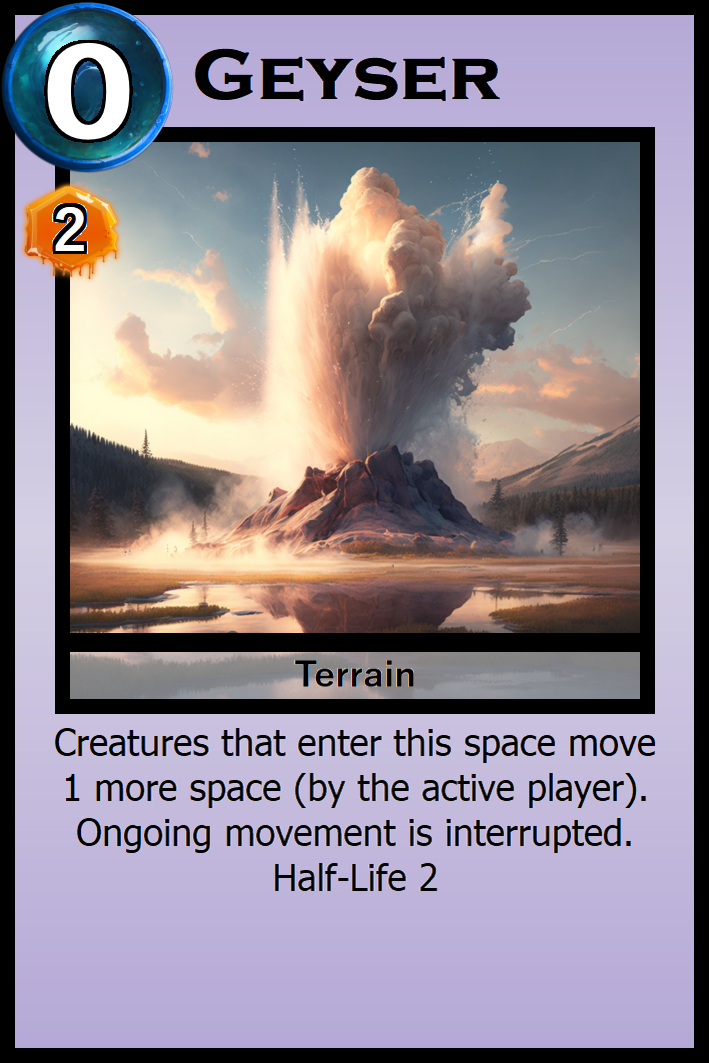 0
GEYSER
2
Terrain
Creatures that enter this space move
1 more space (by the active player).
Ongoing movement is interrupted.
Half-Life 2